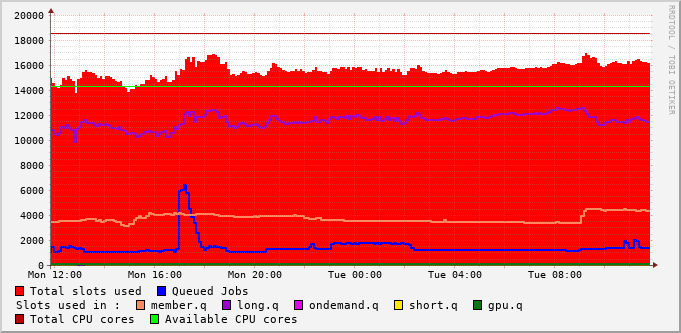 20000
18000
16000
14000
12000
10000
8000
6000
4000
2000
0
Mon 12:00 Mon 16:00 Mon 20:00 Tue 00:00 Tue 04:00 Tue 08:00
Total slots used Queued Jobs
Slots used in : member.q long.q ondemand.q short.q gpu.q
Total CPU cores Available CPU cores
RRDTOOL / TOBI OETIKER